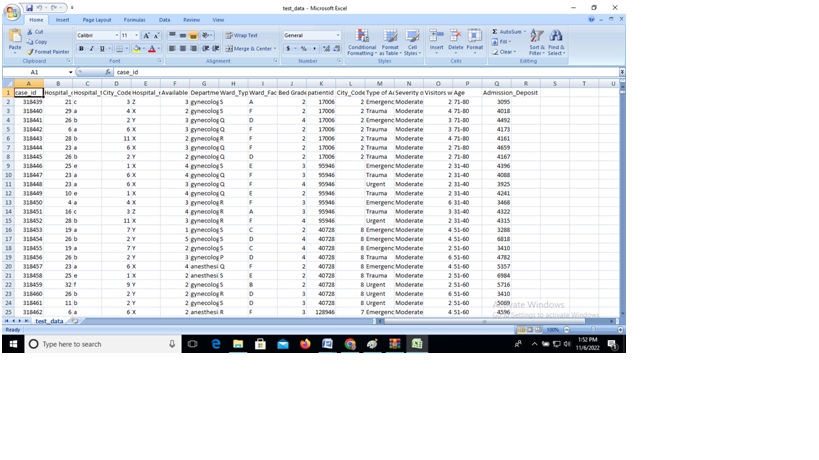 test_data - Microsoft Excel
Home Insert Page Layout Formulas Data Review View
Cut
Copy
Format Painter
Paste
Calibri 11
B I U
Wrap Text
Merge & Center
General
$ % ,
Conditional Formatting
Format as Table
Cell Styles
Insert Delete Format
Σ AutoSum
Fill
Clear
Sort & Filter
Find & Select
Clipboard Font Alignment Number Styles Cells Editing
A1 fx case_id
A B C D E F G H I J K L M N O P Q R S T U
1 case_id Hospital_c Hospital_t City_Code Hospital_r Available Departme Ward_Typ Ward_Fac Bed Grade patientid City_Code Type of A Severity o Visitors w Age Admission_Deposit
2 318439 21 c 3 Z 3 gynecolog S A 2 17006 2 Emergenc Moderate 2 71-80 3095
3 318440 29 a 4 X 2 gynecolog S F 2 17006 2 Trauma Moderate 4 71-80 4018
4 318441 26 b 2 Y 3 gynecolog Q D 4 17006 2 Emergenc Moderate 3 71-80 4492
5 318442 6 a 6 X 3 gynecolog Q F 2 17006 2 Trauma Moderate 3 71-80 4173
6 318443 28 b 11 X 2 gynecolog R F 2 17006 2 Trauma Moderate 4 71-80 4161
7 318444 23 a 6 X 2 gynecolog Q F 2 17006 2 Trauma Moderate 2 71-80 4659
8 318445 26 b 2 Y 2 gynecolog S D 2 17006 2 Trauma Moderate 2 71-80 4167
9 318446 25 e 1 X 4 gynecolog S E 3 95946 Emergenc Moderate 2 31-40 4396
10 318447 23 a 6 X 4 gynecolog Q F 2 95946 Trauma Moderate 2 31-40 4088
11 318448 23 a 6 X 3 gynecolog Q F 4 95946 Urgent Moderate 2 31-40 3925
12 318449 10 e 1 X 4 gynecolog R E 2 95946 Trauma Moderate 2 31-40 4241
13 318450 4 a 4 X 3 gynecolog R F 3 95946 Emergenc Moderate 6 31-40 3468
14 318451 16 c 3 Z 4 gynecolog R A 3 95946 Trauma Moderate 3 31-40 4322
15 318452 28 b 11 X 4 gynecolog R F 4 95946 Urgent Moderate 2 31-40 4315
16 318453 19 a 7 Y 1 gynecolog S C 2 40728 8 Emergenc Moderate 4 51-60 3288
17 318454 26 b 2 Y 5 gynecolog S D 4 40728 8 Emergenc Moderate 4 51-60 6818
18 318455 19 a 7 Y 2 gynecolog S C 4 40728 8 Emergenc Moderate 2 51-60 3410
19 318456 26 b 2 Y 3 gynecolog P D 4 40728 8 Trauma Moderate 6 51-60 4780
20 318457 23 a 6 X 4 anesthesi Q F 2 40728 8 Emergenc Moderate 4 51-60 5357
21 318458 25 e 1 X 2 anesthesi S E 2 40728 8 Trauma Moderate 2 51-60 6984
22 318459 32 f 9 Y 2 gynecolog S B 2 40728 8 Urgent Moderate 2 51-60 5716
23 318460 26 b 2 Y 2 gynecolog R D 3 40728 8 Urgent Moderate 6 51-60 3410
24 318461 11 b 2 Y 2 gynecolog S D 3 40728 8 Urgent Moderate 2 51-60 5069
25 318462 6 a 6 X 2 anesthesi R F 3 128946 7 Emergenc Moderate 4 51-60 4596
Activate Windows
Go to Settings to activate Windows.
test_data
Ready 100%
Type here to search
1:52 PM
11/6/2022